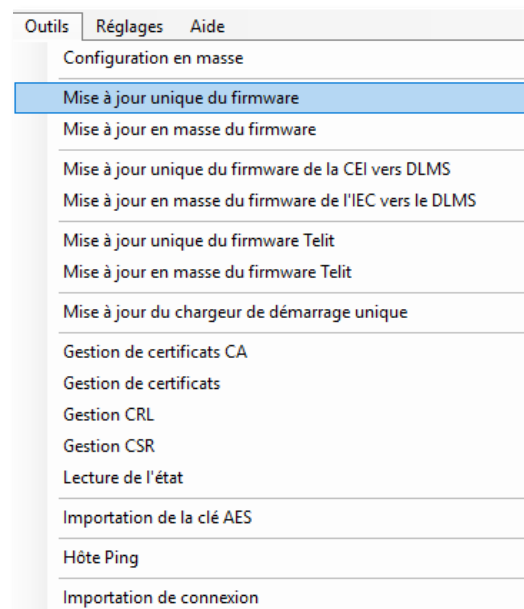 Outils Réglages Aide
Configuration en masse
Mise à jour unique du firmware
Mise à jour en masse du firmware
Mise à jour unique du firmware de la CEI vers DLMS
Mise à jour en masse du firmware de l'IEC vers le DLMS
Mise à jour unique du firmware Telit
Mise à jour en masse du firmware Telit
Mise à jour du chargeur de démarrage unique
Gestion de certificats CA
Gestion de certificats
Gestion CRL
Gestion CSR
Lecture de l'état
Importation de la clé AES
Hôte Ping
Importation de connexion